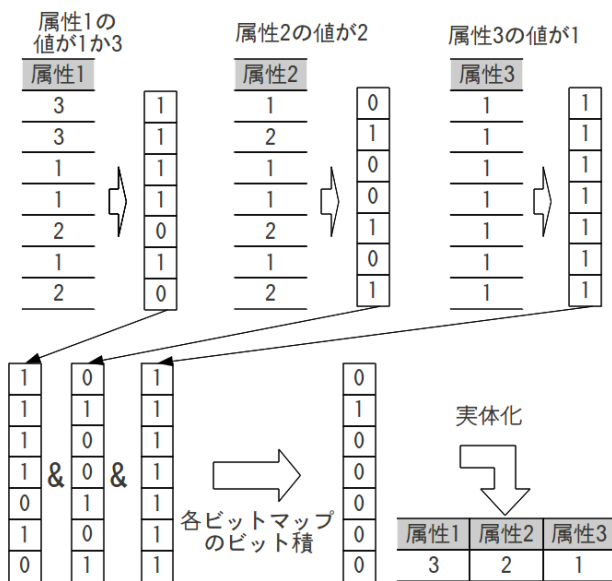 属性1の
値が1か3
属性2の値が2
属性3の値が1
属性1
属性2
属性3
3 1 1 0 1 1
3 1 2 1 1 1
1 1 1 0 1 1
1 1 1 0 1 1
2 0 2 1 1 1
1 1 1 0 1 1
2 0 2 1 1 1
1 0 1 0
1 1 1 1
1 0 1 0
1 & 0 & 1 0
0 1 1 0
1 0 1 0
0 1 1 0
各ビットマップ
のビット積
実体化
属性1 属性2 属性3
3 2 1